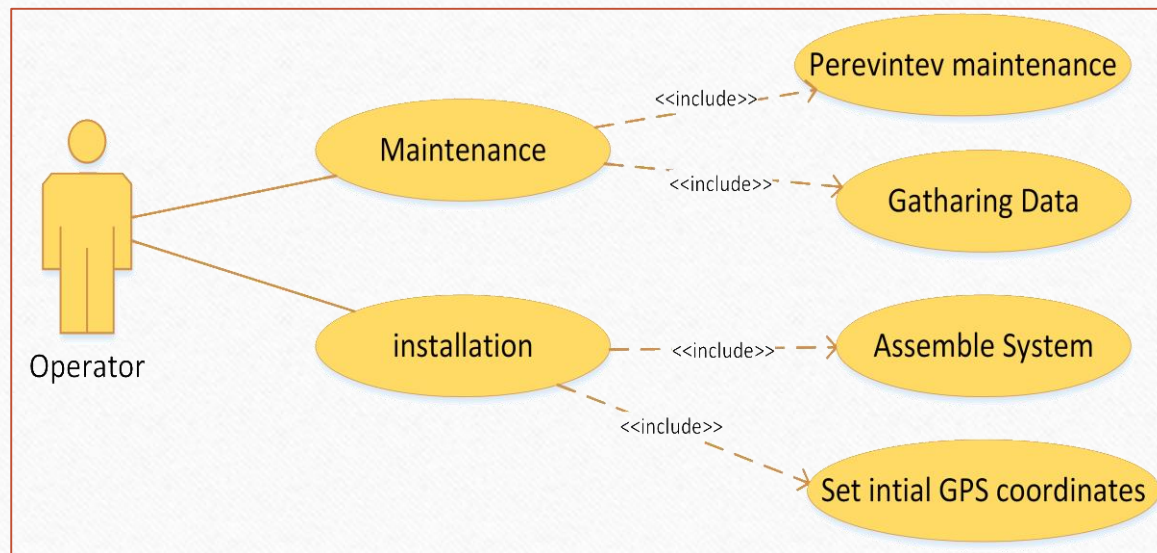 Perevintev maintenance
<<include>>
Maintenance
<<include>>
Gatharing Data
Operator
installation
<<include>>
Assemble System
<<include>>
Set intial GPS coordinates